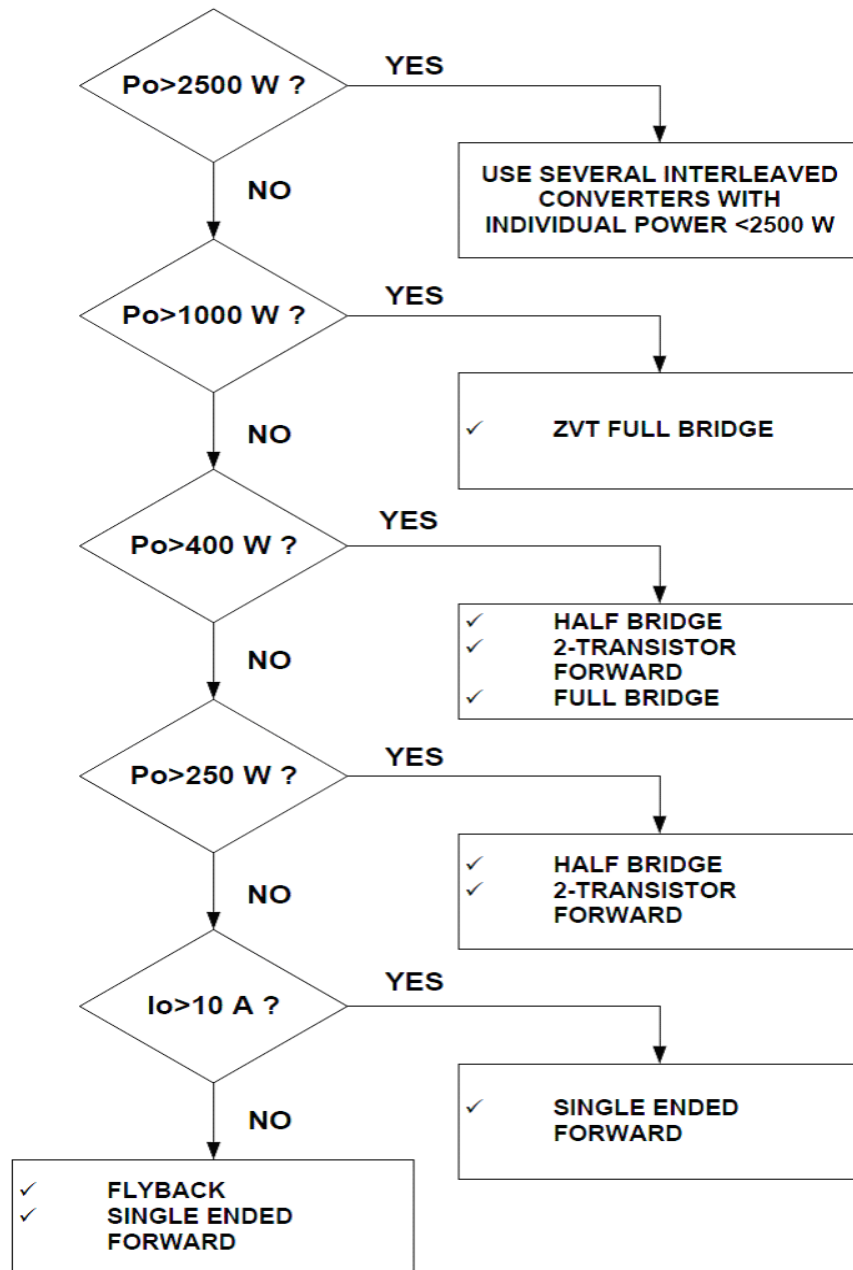 Po>2500 W ?
YES
USE SEVERAL INTERLEAVED
CONVERTERS WITH
INDIVIDUAL POWER <2500 W
NO
Po>1000 W ?
YES
✓ ZVT FULL BRIDGE
NO
Po>400 W ?
YES
✓ HALF BRIDGE
✓ 2-TRANSISTOR
FORWARD
✓ FULL BRIDGE
NO
Po>250 W ?
YES
✓ HALF BRIDGE
✓ 2-TRANSISTOR
FORWARD
NO
Io>10 A ?
YES
✓ SINGLE ENDED
FORWARD
NO
✓ FLYBACK
✓ SINGLE ENDED
FORWARD